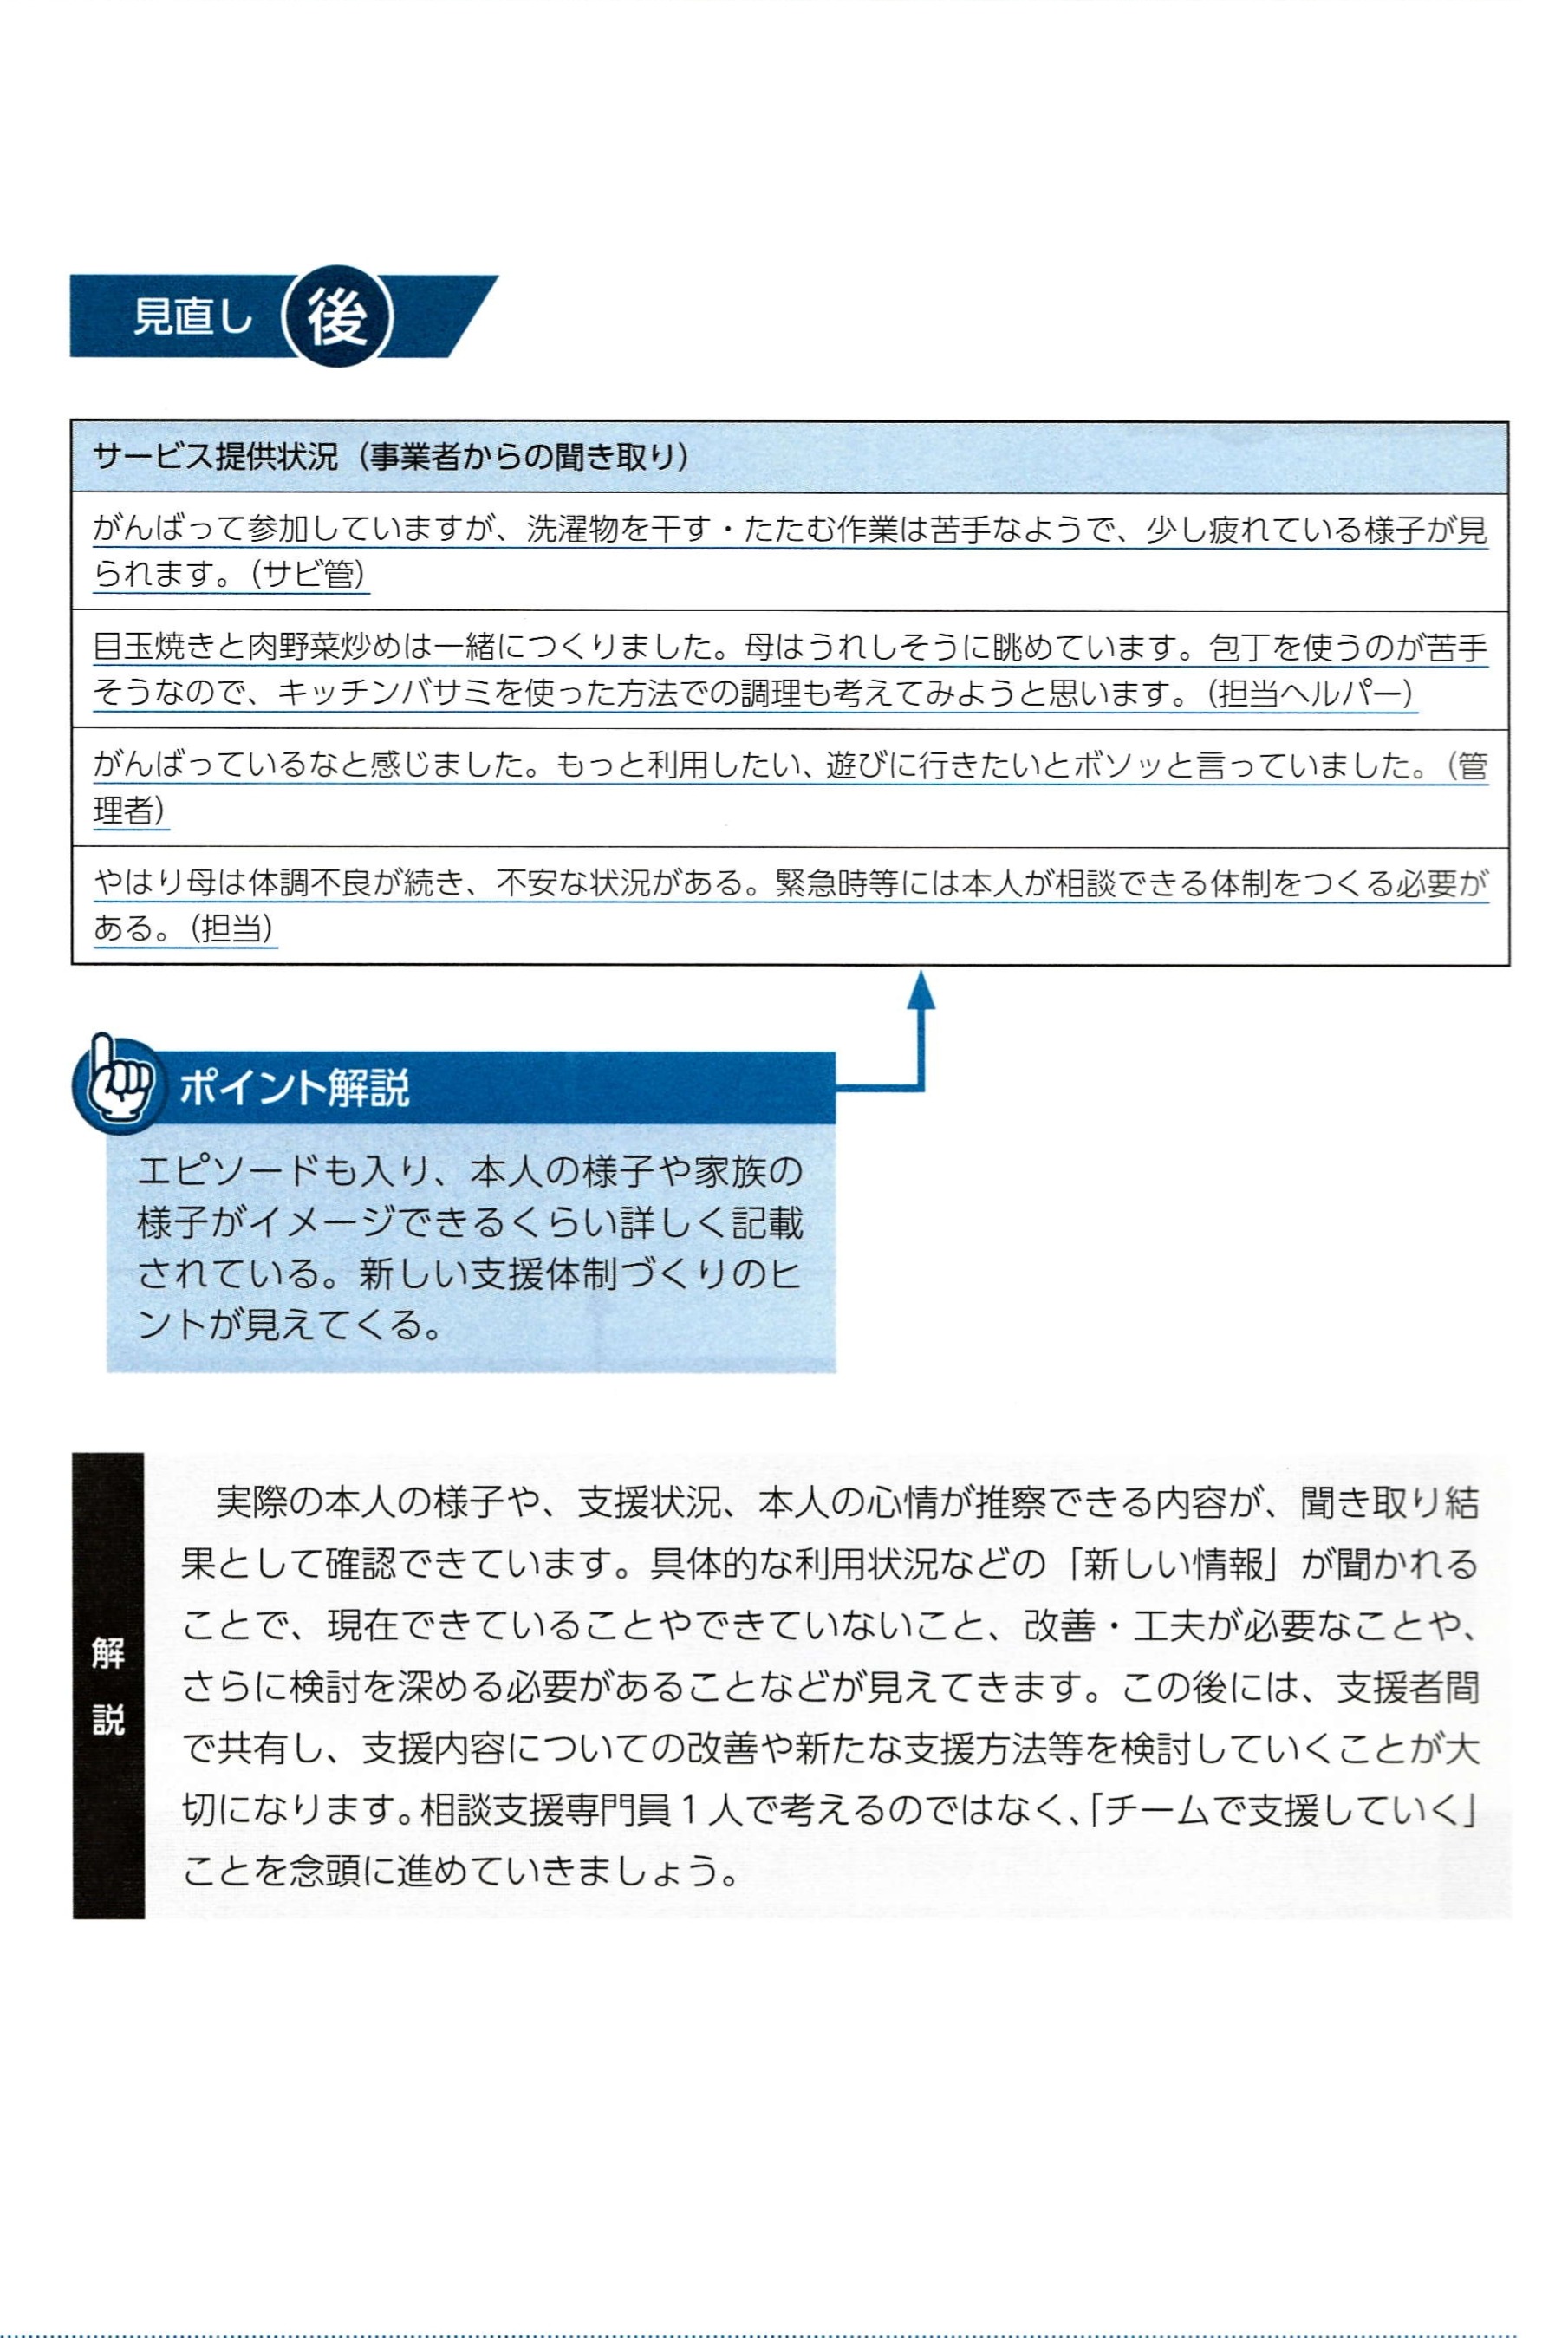 見直し 後
サービス提供状況（事業者からの聞き取り）
がんばって参加していますが、洗濯物を干す・たたむ作業は苦手なようで、少し疲れている様子が見
られます。（サビ管）
目玉焼きと肉野菜炒めは一緒につくりました。母はうれしそうに眺めています。包丁を使うのが苦手
そうなので、キッチンバサミを使った方法での調理も考えてみようと思います。（担当ヘルパー）
がんばっているなと感じました。もっと利用したい、遊びに行きたいとボソッと言っていました。（管
理者）
やはり母は体調不良が続き、不安な状況がある。緊急時等には本人が相談できる体制をつくる必要が
ある。（担当）
ポイント解説
エピソードも入り、本人の様子や家族の
様子がイメージできるくらい詳しく記載
されている。新しい支援体制づくりのヒ
ントが見えてくる。
解説
実際の本人の様子や、支援状況、本人の心情が推察できる内容が、聞き取り結
果として確認できています。具体的な利用状況などの「新しい情報」が聞かれる
ことで、現在できていることやできていないこと、改善・工夫が必要なことや、
さらに検討を深める必要があることなどが見えてきます。この後には、支援者間
で共有し、支援内容についての改善や新たな支援方法等を検討していくことが大
切になります。相談支援専門員1人で考えるのではなく、「チームで支援していく」
ことを念頭に進めていきましょう。